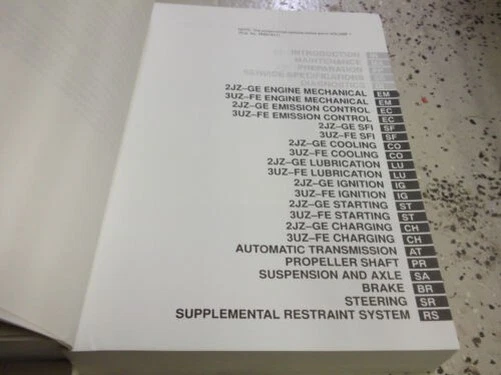 INTRODUCTION
MAINTENANCE
PREPARATION
SERVICE SPECIFICATIONS
DIAGNOSTICS
2JZ–GE ENGINE MECHANICAL EM
3UZ–FE ENGINE MECHANICAL EM
2JZ–GE EMISSION CONTROL EC
3UZ–FE EMISSION CONTROL EC
2JZ–GE SFI SF
3UZ–FE SFI SF
2JZ–GE COOLING CO
3UZ–FE COOLING CO
2JZ–GE LUBRICATION LU
3UZ–FE LUBRICATION LU
2JZ–GE IGNITION IG
3UZ–FE IGNITION IG
2JZ–GE STARTING ST
3UZ–FE STARTING ST
2JZ–GE CHARGING CH
3UZ–FE CHARGING CH
AUTOMATIC TRANSMISSION AT
PROPELLER SHAFT PR
SUSPENSION AND AXLE SA
BRAKE BR
STEERING SR
SUPPLEMENTAL RESTRAINT SYSTEM RS